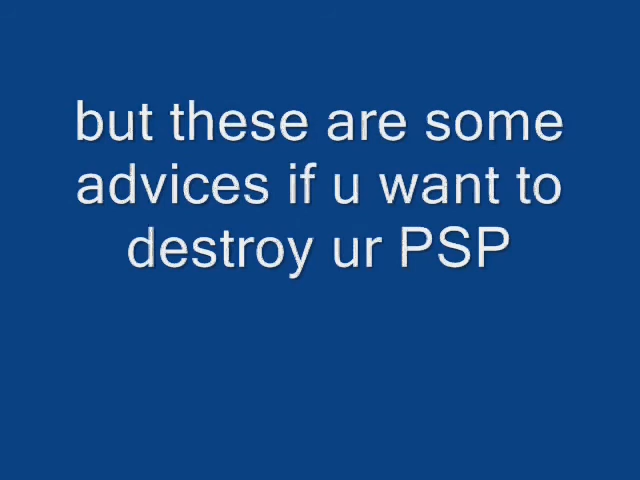 but these are some
advices if u want to
destroy ur PSP